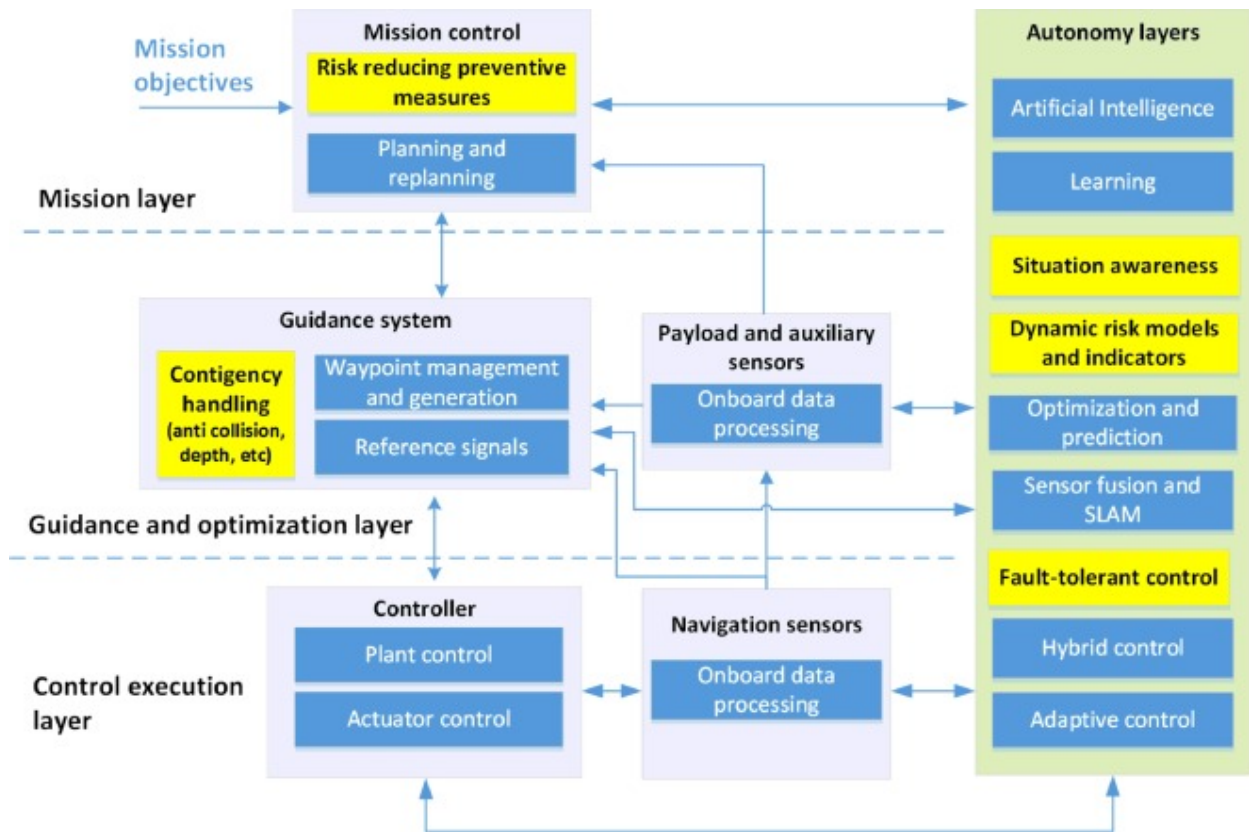 Mission control
Autonomy layers
Mission
objectives
Risk reducing preventive
measures
Artificial Intelligence
Planning and
replanning
Learning
Mission layer
Situation awareness
Guidance system
Payload and auxiliary
sensors
Dynamic risk models
and indicators
Contigency
handling
(anti collision,
depth, etc)
Waypoint management
and generation
Reference signals
Onboard data
processing
Optimization and
prediction
Sensor fusion and
SLAM
Guidance and optimization layer
Fault-tolerant control
Controller
Navigation sensors
Plant control
Actuator control
Onboard data
processing
Hybrid control
Adaptive control
Control execution
layer